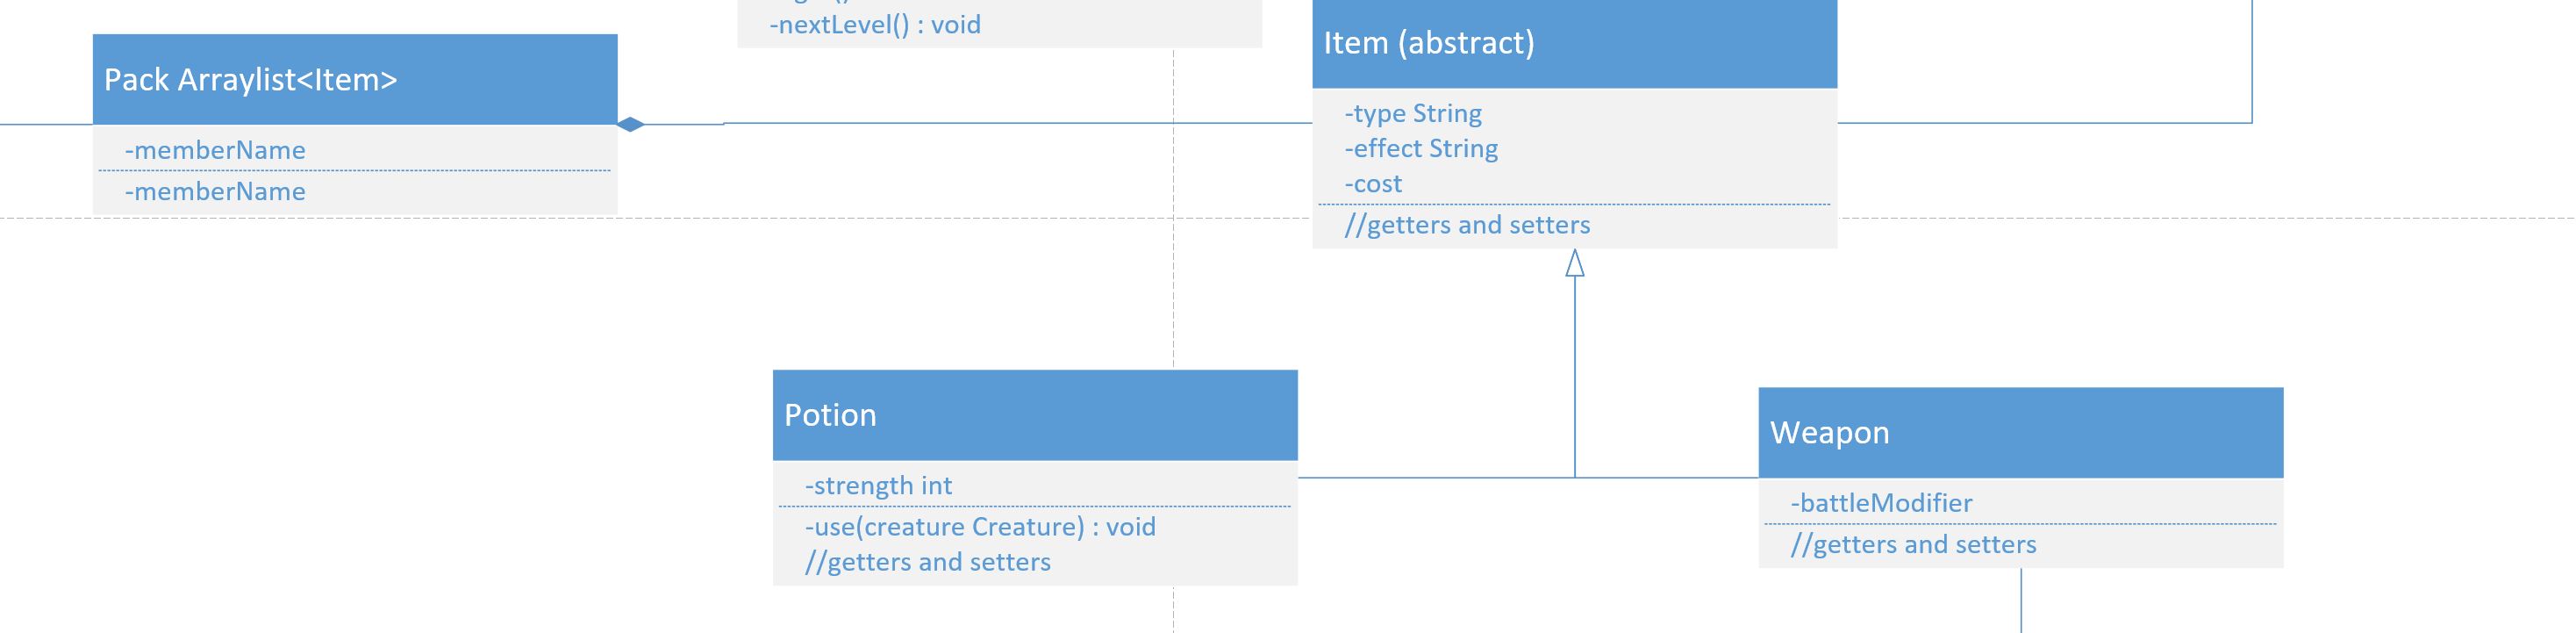 -nextLevel() : void
Pack Arraylist<Item>
-memberName
-memberName
Item (abstract)
-type String
-effect String
-cost
//getters and setters
Potion
-strength int
-use(creature Creature) : void
//getters and setters
Weapon
-battleModifier
//getters and setters